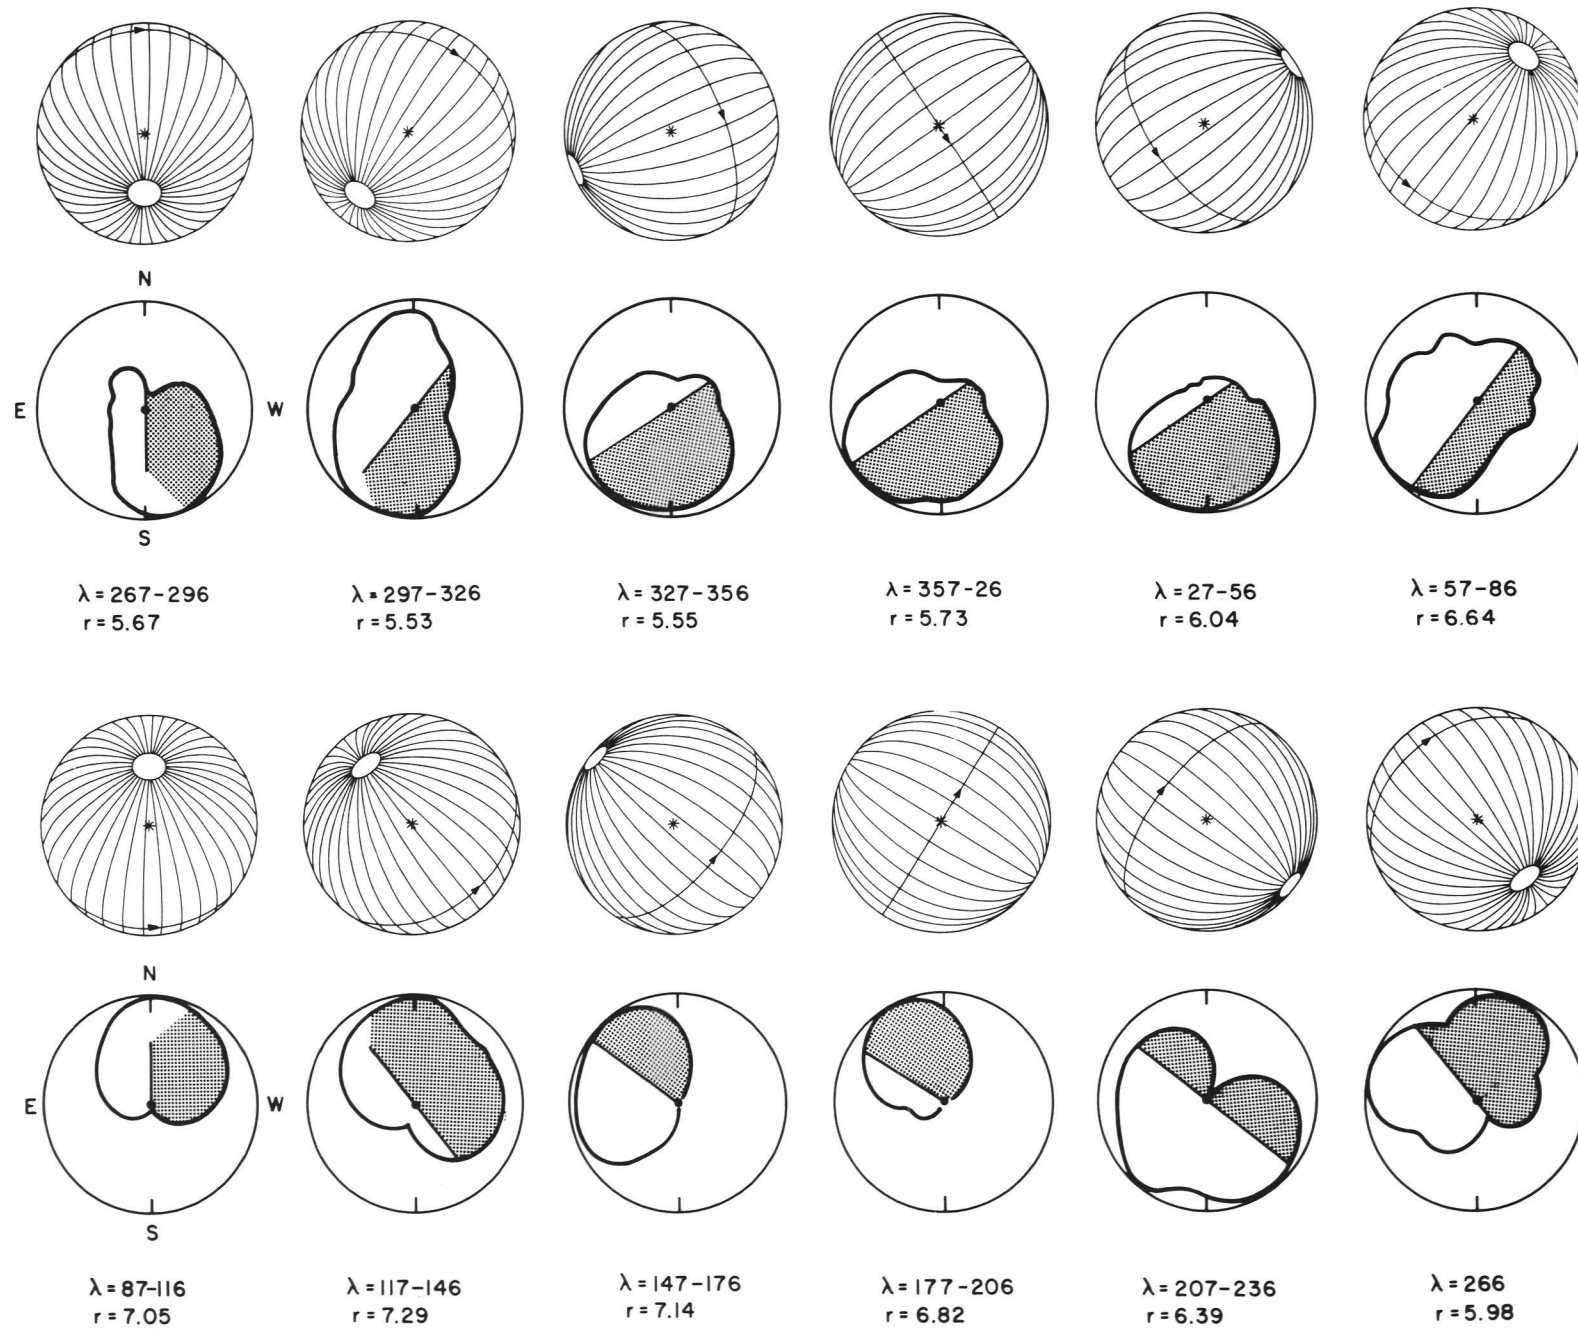 N
E
W
S
λ = 267-296
r = 5.67
λ = 297-326
r = 5.53
λ = 327-356
r = 5.55
λ = 357-26
r = 5.73
λ = 27-56
r = 6.04
λ = 57-86
r = 6.64
N
E
W
S
λ = 87-116
r = 7.05
λ = 117-146
r = 7.29
λ = 147-176
r = 7.14
λ = 177-206
r = 6.82
λ = 207-236
r = 6.39
λ = 266
r = 5.98